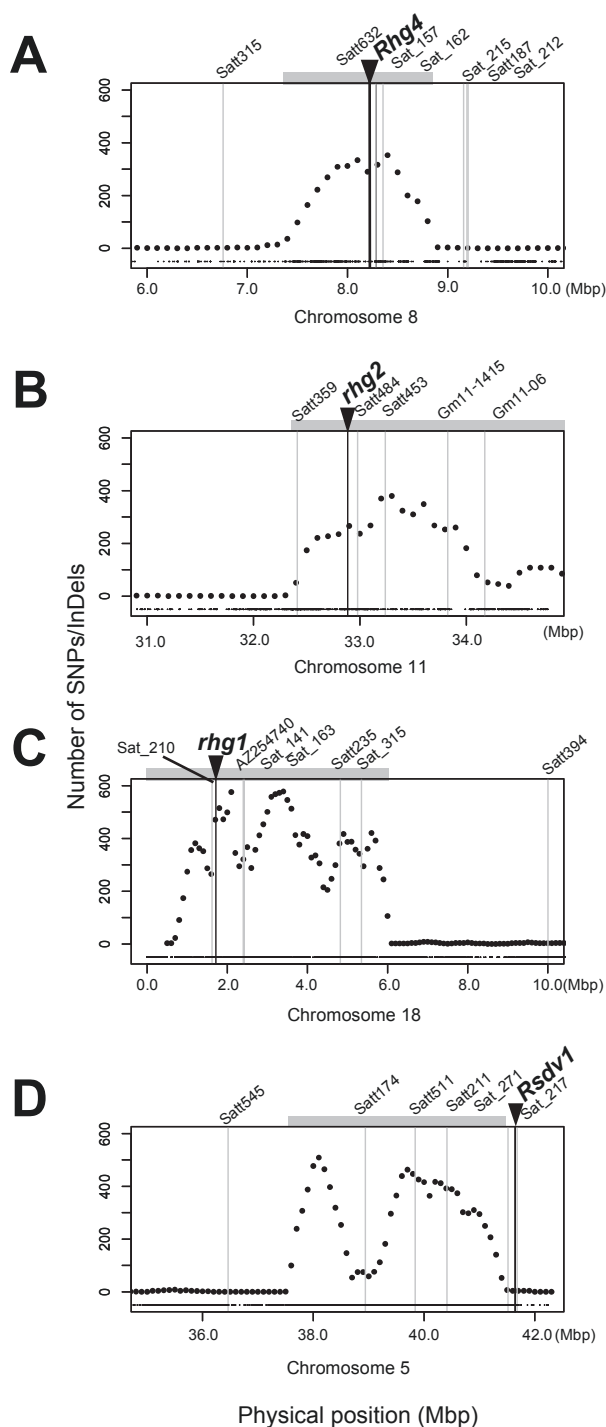 A
Satt315
Satt632
Rhg4
Sat_157
Sat_162
Sat_215
Satt187
Sat_212
600
400
200
0
6.0 7.0 8.0 9.0 10.0 (Mbp)
Chromosome 8
B
Satt359
rhg2
Satt484
Satt453
Gm11-1415
Gm11-06
600
400
200
0
31.0 32.0 33.0 34.0 (Mbp)
Chromosome 11
Number of SNPs/InDels
C
Sat_210
rhg1
AZ254740
Sat_141
Sat_163
Satt235
Sat_315
Satt394
600
400
200
0
0.0 2.0 4.0 6.0 8.0 10.0 (Mbp)
Chromosome 18
D
Satt545
Satt174
Satt511
Satt211
Sat_271
Rsdv1
Sat_217
600
400
200
0
36.0 38.0 40.0 42.0 (Mbp)
Chromosome 5
Physical position (Mbp)